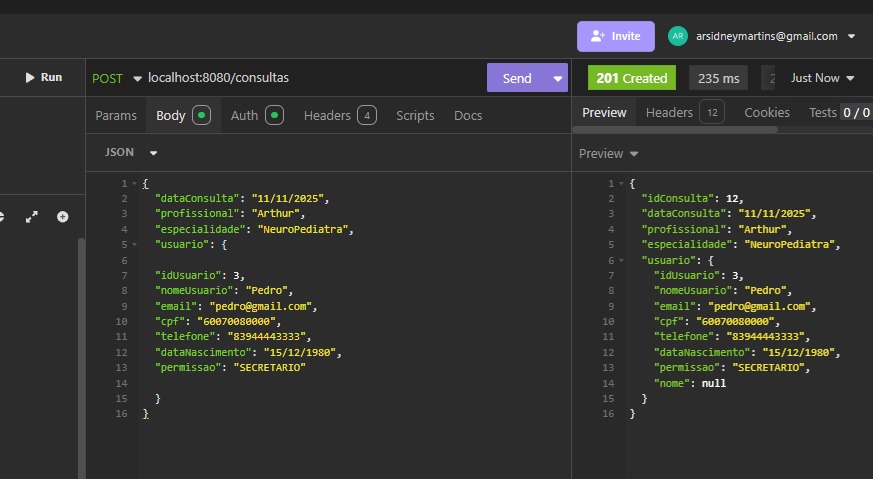 Invite
AR arsidneymartins@gmail.com
Run
POST localhost:8080/consultas
Send
201 Created
235 ms
2
Just Now
Params
Body
Auth
Headers 4
Scripts
Docs
Preview
Headers 12
Cookies
Tests 0 / 0
JSON
1 {
2 "dataConsulta": "11/11/2025",
3 "profissional": "Arthur",
4 "especialidade": "NeuroPediatra",
5 "usuario": {
6
7 "idUsuario": 3,
8 "nomeUsuario": "Pedro",
9 "email": "pedro@gmail.com",
10 "cpf": "60070080000",
11 "telefone": "83944443333",
12 "dataNascimento": "15/12/1980",
13 "permissao": "SECRETARIO"
14
15 }
16 }
Preview
1 {
2 "idConsulta": 12,
3 "dataConsulta": "11/11/2025",
4 "profissional": "Arthur",
5 "especialidade": "NeuroPediatra",
6 "usuario": {
7 "idUsuario": 3,
8 "nomeUsuario": "Pedro",
9 "email": "pedro@gmail.com",
10 "cpf": "60070080000",
11 "telefone": "83944443333",
12 "dataNascimento": "15/12/1980",
13 "permissao": "SECRETARIO",
14 "nome": null
15 }
16 }